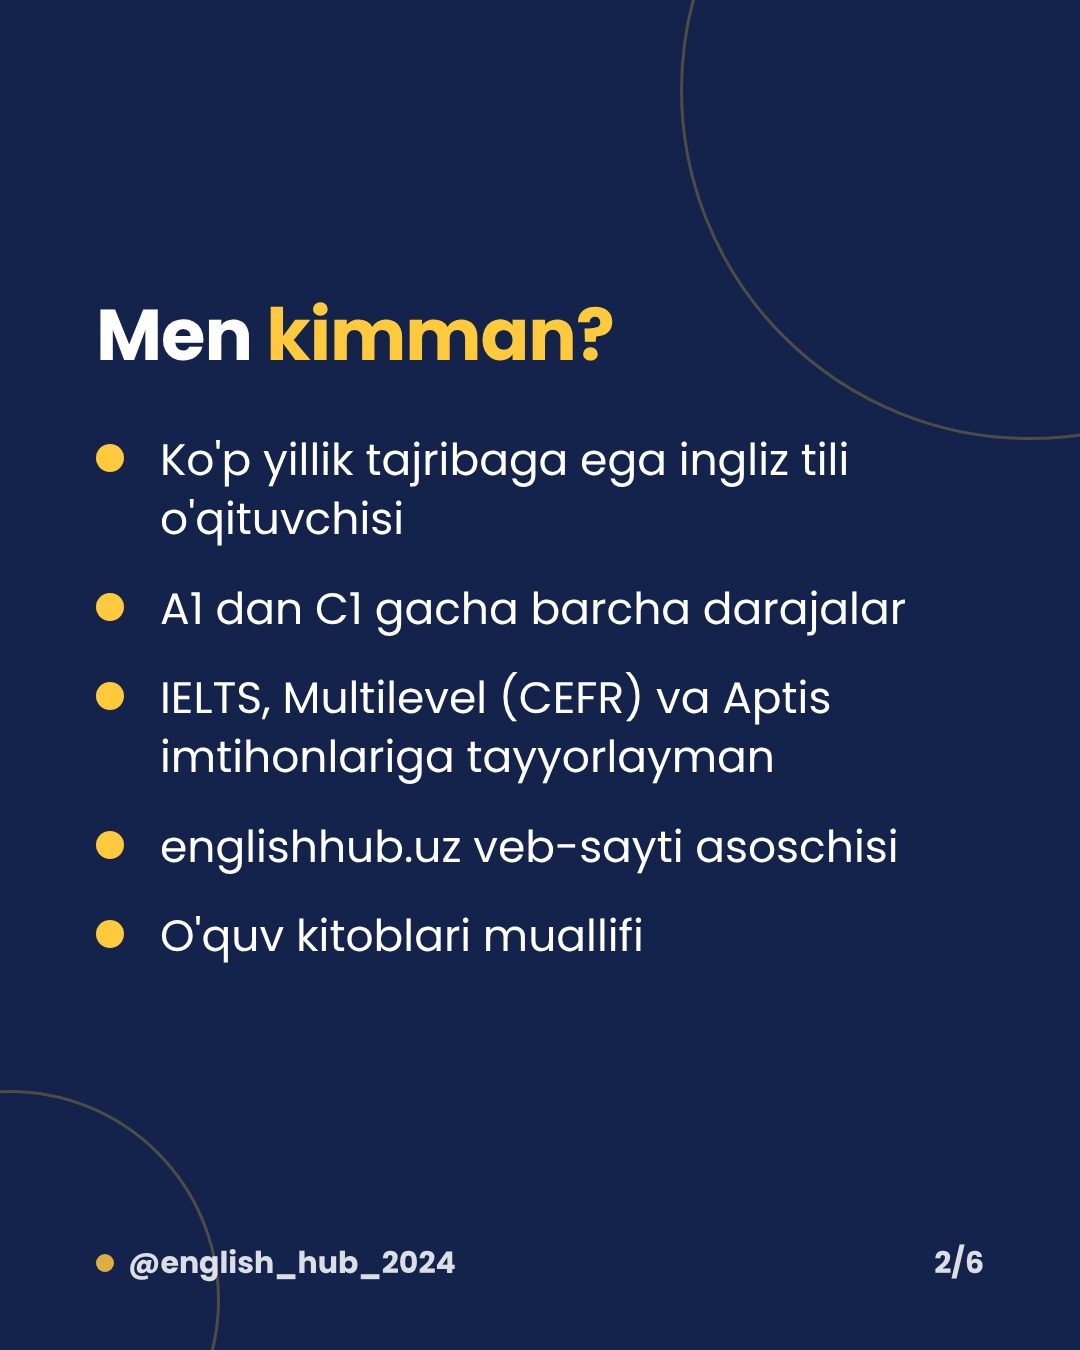 Men kimman?
Ko'p yillik tajribaga ega ingliz tili
o'qituvchisi
A1 dan C1 gacha barcha darajalar
IELTS, Multilevel (CEFR) va Aptis
imtihonlariga tayyorlayman
englishhub.uz veb-sayti asoschisi
O'quv kitoblari muallifi
@english_hub_2024
2/6